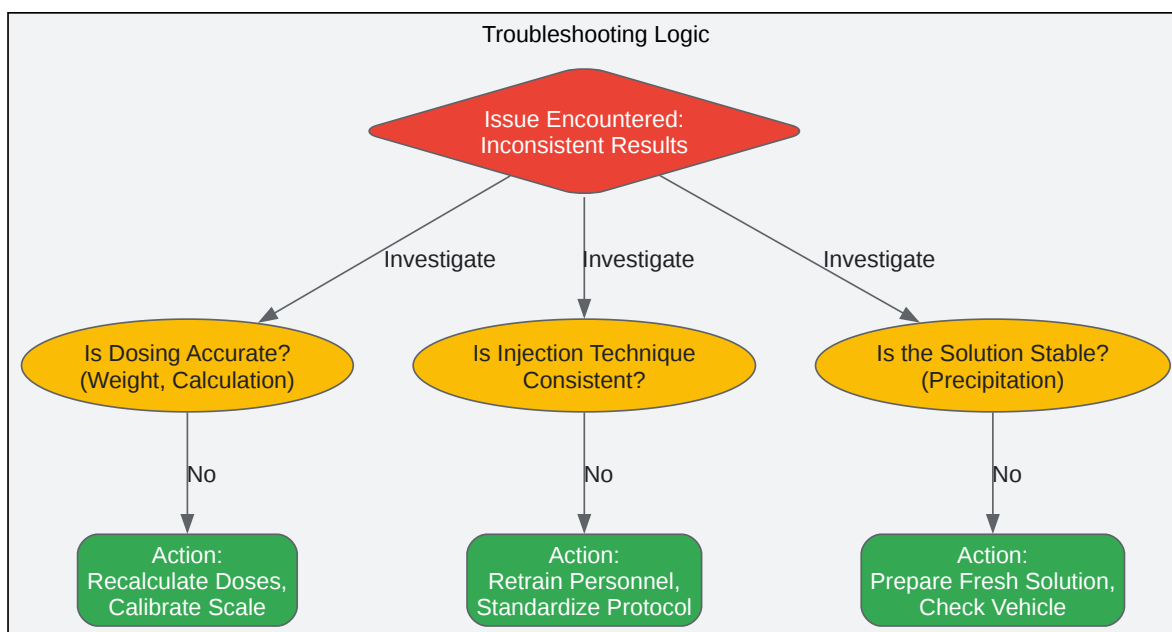 Troubleshooting Logic
Issue Encountered:
Inconsistent Results
Investigate
Investigate
Investigate
Is Dosing Accurate?
(Weight, Calculation)
Is Injection Technique
Consistent?
Is the Solution Stable?
(Precipitation)
No
No
No
Action:
Recalculate Doses,
Calibrate Scale
Action:
Retrain Personnel,
Standardize Protocol
Action:
Prepare Fresh Solution,
Check Vehicle